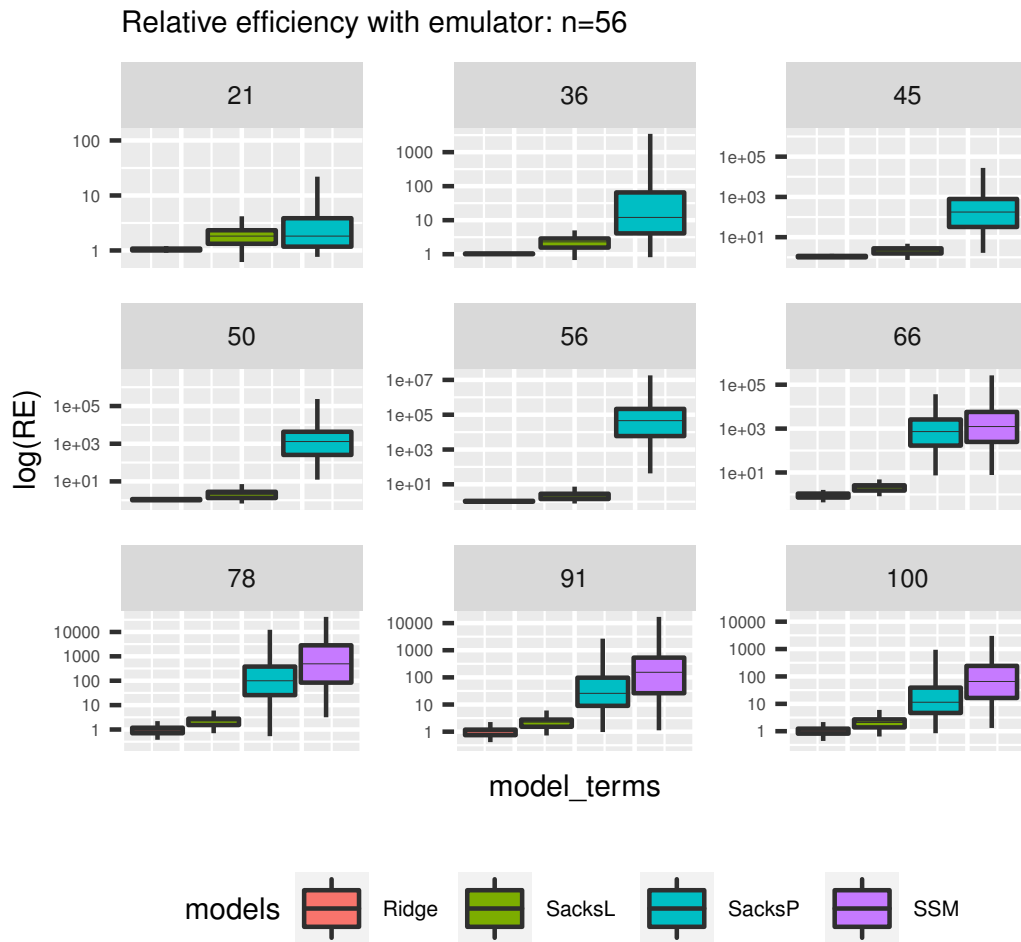 Relative efficiency with emulator: n=56
21
36
45
100
10
1
1000
100
10
1
1e+05
1e+03
1e+01
50
56
66
1e+05
1e+03
1e+01
1e+07
1e+05
1e+03
1e+01
1e+05
1e+03
1e+01
log(RE)
78
91
100
10000
1000
100
10
1
10000
1000
100
10
1
10000
1000
100
10
1
model_terms
models Ridge SacksL SacksP SSM